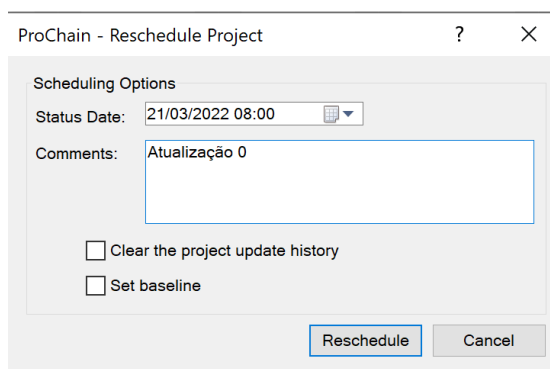 ProChain - Reschedule Project ?
Scheduling Options
Status Date: 21/03/2022 08:00
Comments: Atualização 0
Clear the project update history
Set baseline
Reschedule Cancel